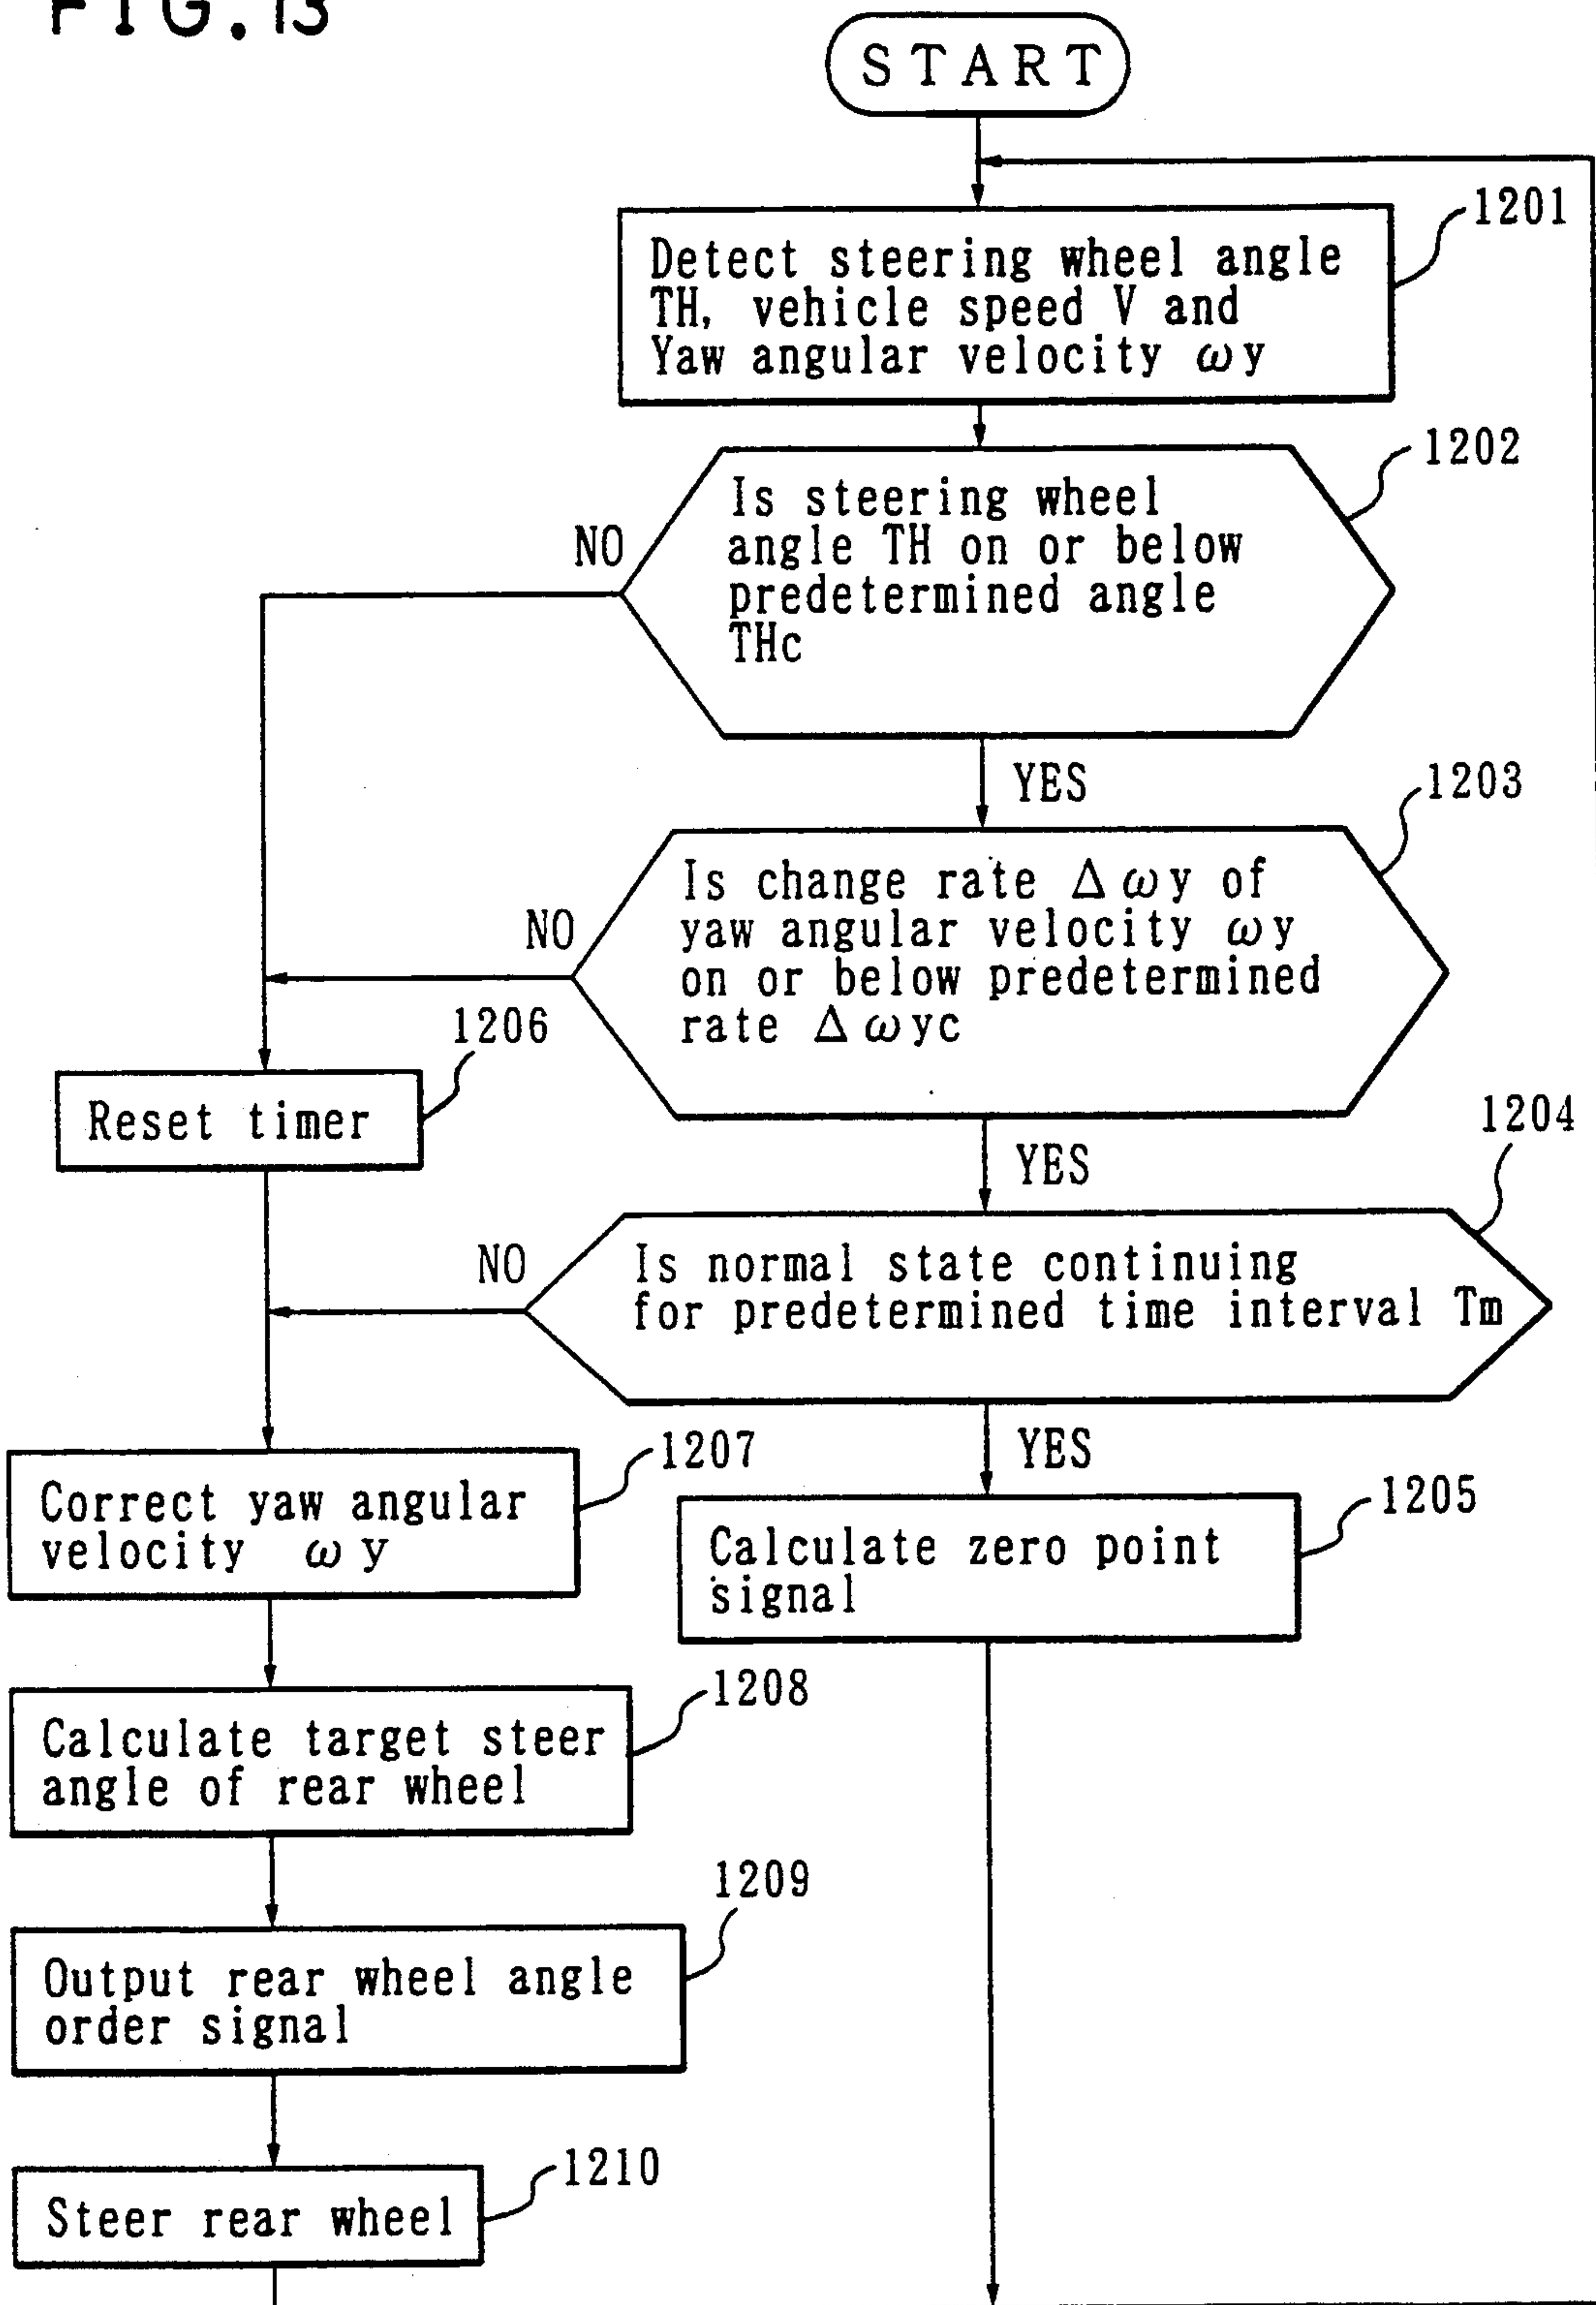 FIG.13
START
1201
Detect steering wheel angle
TH, vehicle speed V and
Yaw angular velocity ωy
1202
Is steering wheel
angle TH on or below
predetermined angle
THc
NO
YES
1203
Is change rate Δωy of
yaw angular velocity ωy
on or below predetermined
rate Δωyc
NO
1206
Reset timer
YES
1204
Is normal state continuing
for predetermined time interval Tm
NO
YES
1207
Correct yaw angular
velocity ωy
1205
Calculate zero point
signal
1208
Calculate target steer
angle of rear wheel
1209
Output rear wheel angle
order signal
1210
Steer rear wheel